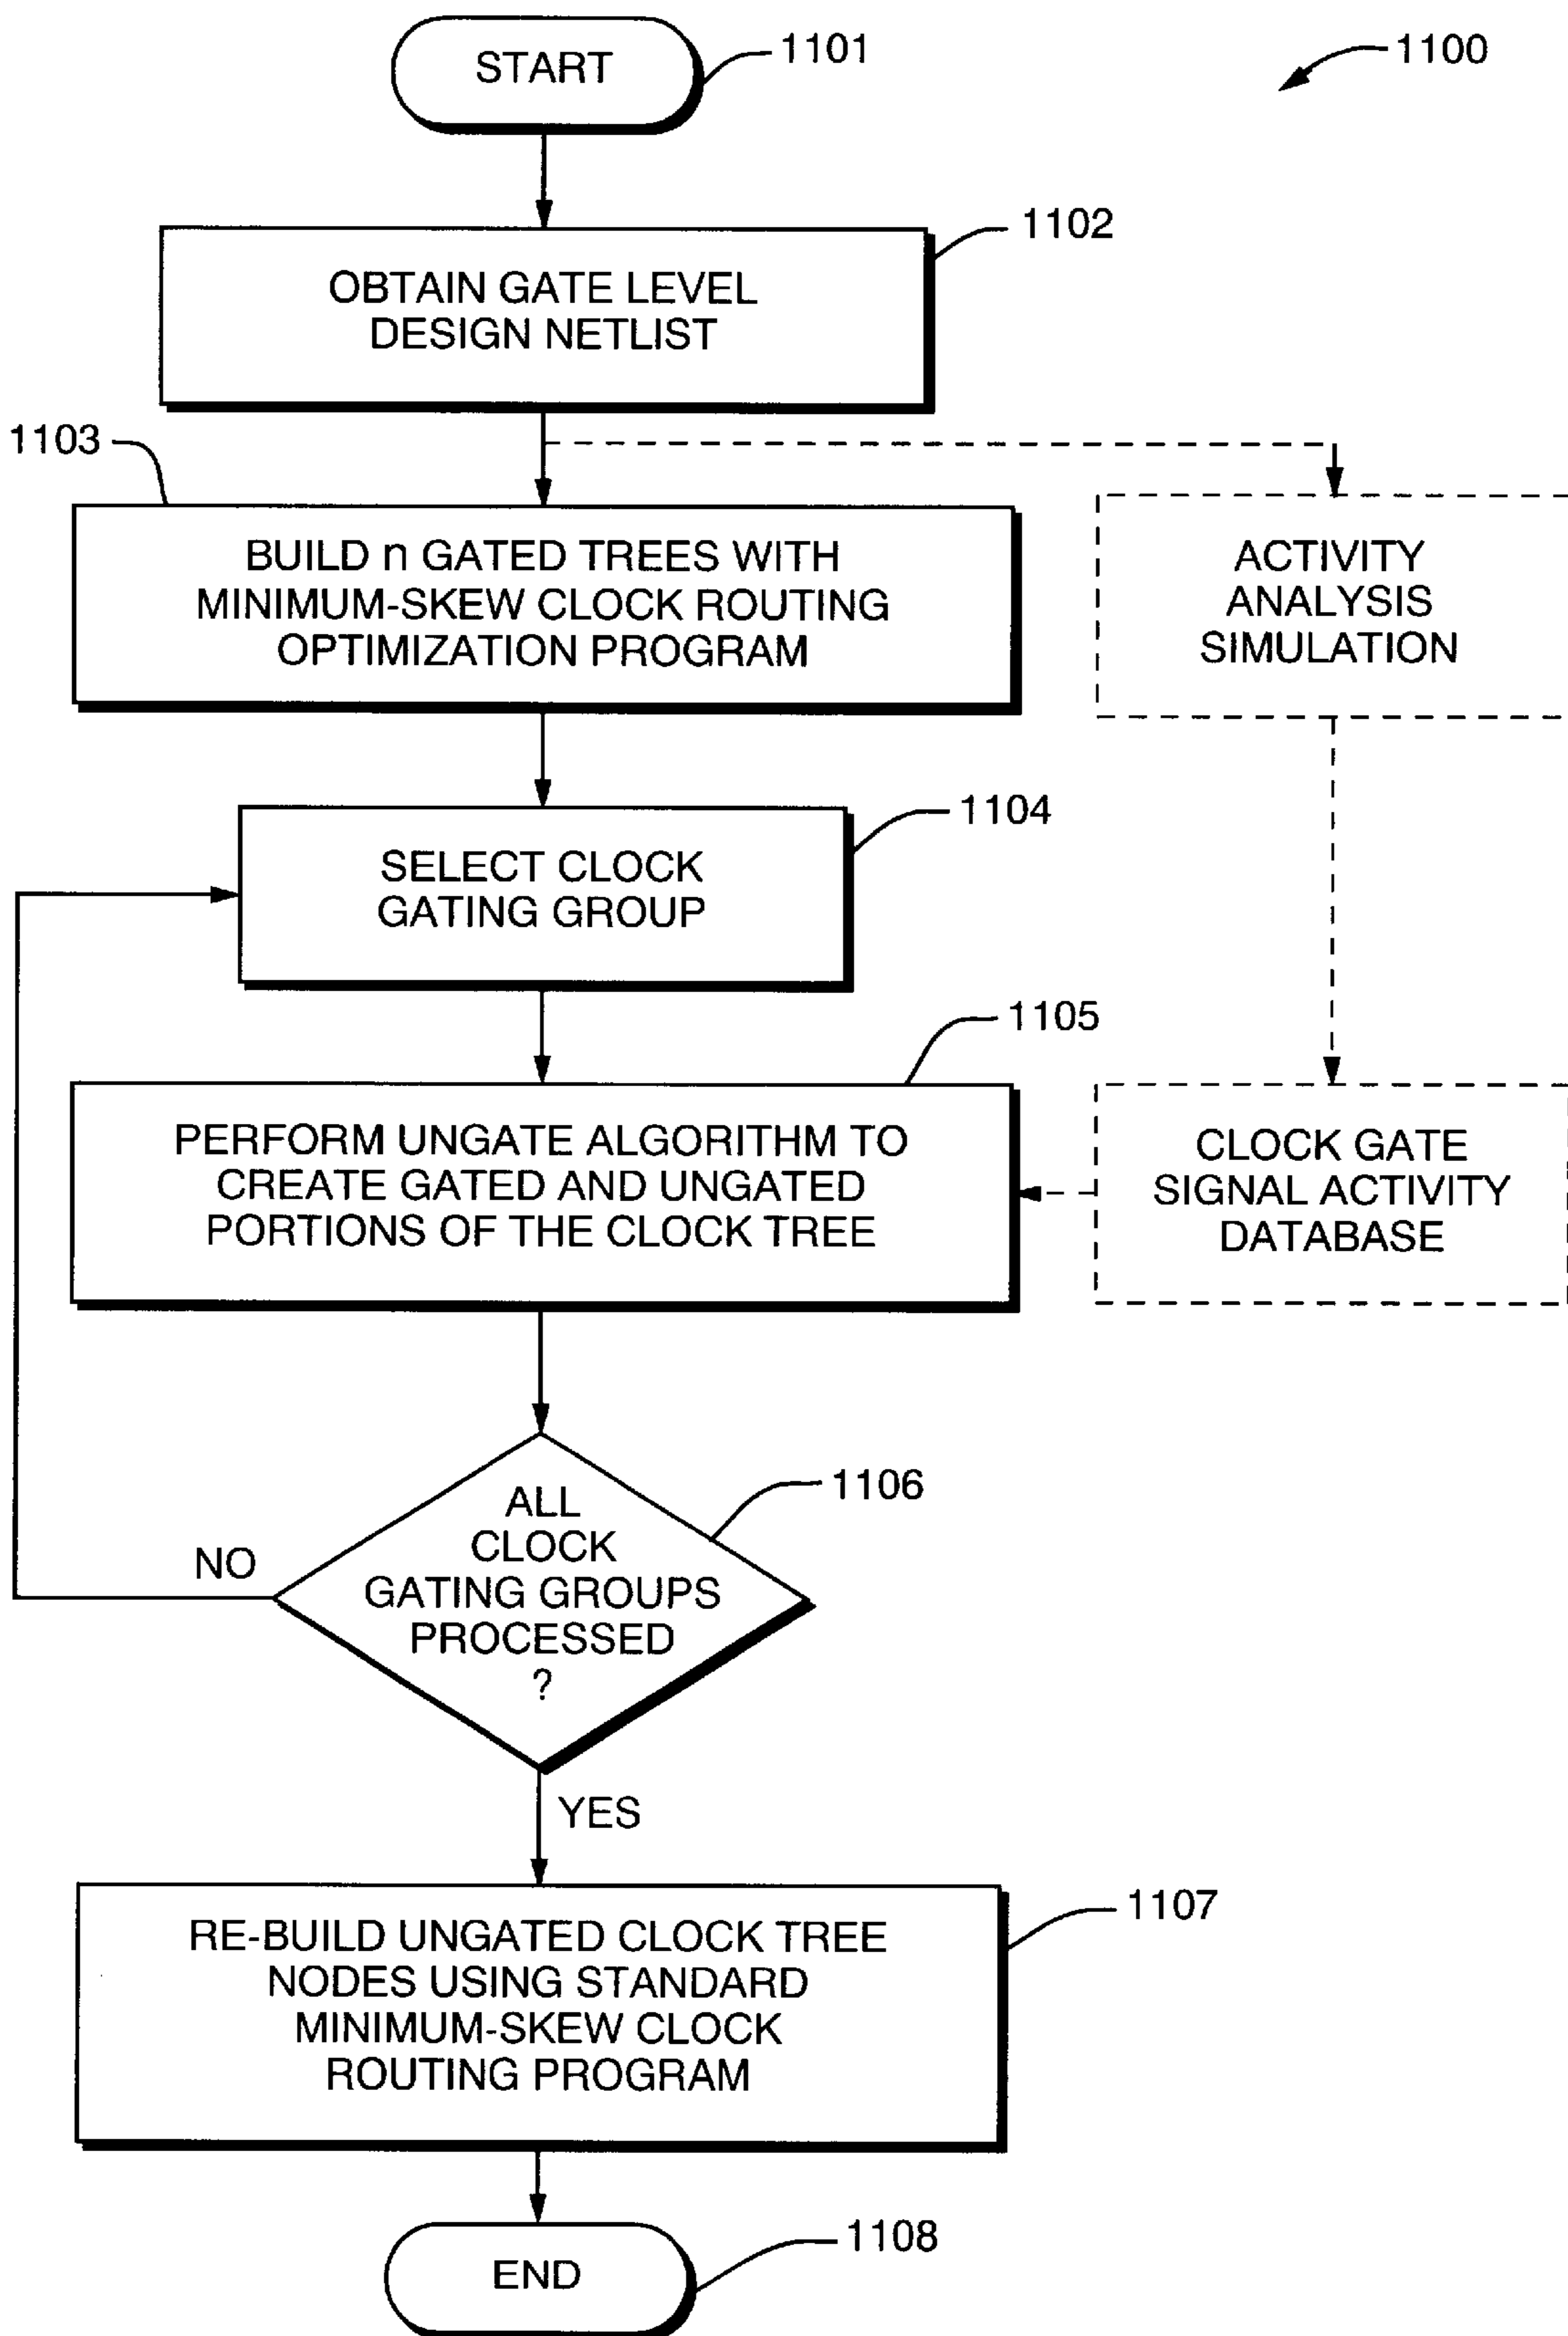 START
1101
1100
1102
OBTAIN GATE LEVEL
DESIGN NETLIST
1103
BUILD n GATED TREES WITH
MINIMUM-SKEW CLOCK ROUTING
OPTIMIZATION PROGRAM
ACTIVITY
ANALYSIS
SIMULATION
1104
SELECT CLOCK
GATING GROUP
1105
PERFORM UNGATE ALGORITHM TO
CREATE GATED AND UNGATED
PORTIONS OF THE CLOCK TREE
CLOCK GATE
SIGNAL ACTIVITY
DATABASE
1106
ALL
CLOCK
GATING GROUPS
PROCESSED
?
NO
YES
1107
RE-BUILD UNGATED CLOCK TREE
NODES USING STANDARD
MINIMUM-SKEW CLOCK
ROUTING PROGRAM
1108
END